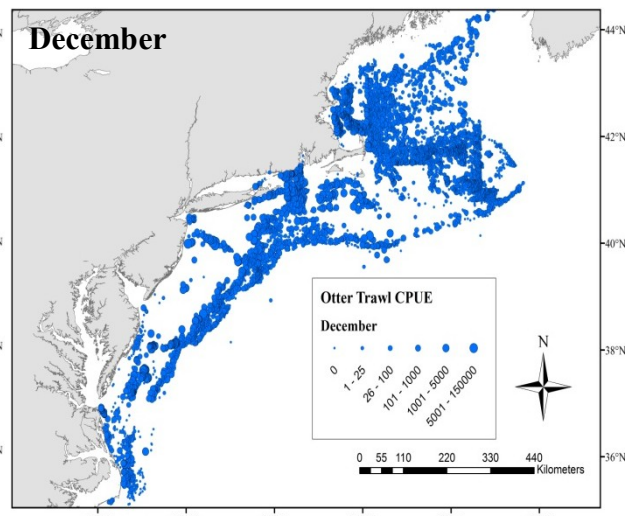 December
44°N
42°N
40°N
38°N
36°N
Otter Trawl CPUE
December
0
1 - 25
26 - 100
101 - 1000
1001 - 5000
5001 - 150000
N
0 55 110 220 330 440
Kilometers